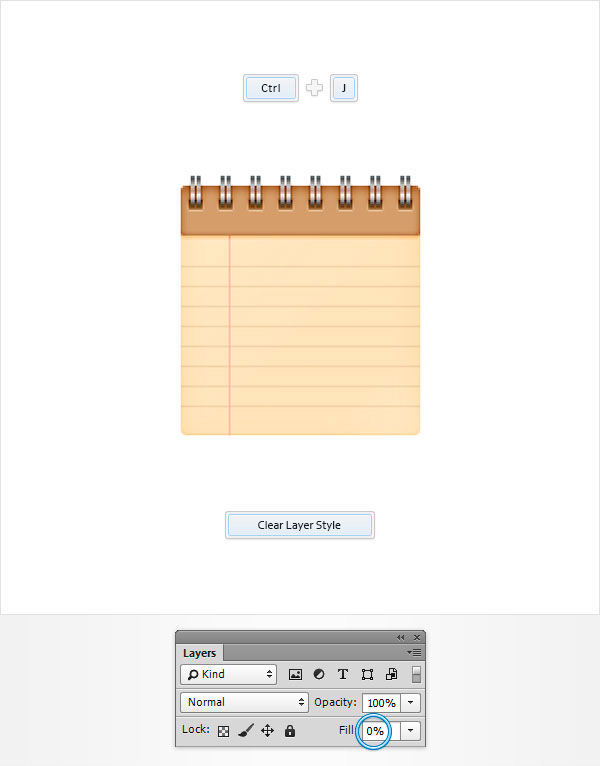 Ctrl J
Clear Layer Style
Layers
Kind T
Normal Opacity: 100%
Lock: Fill 0%